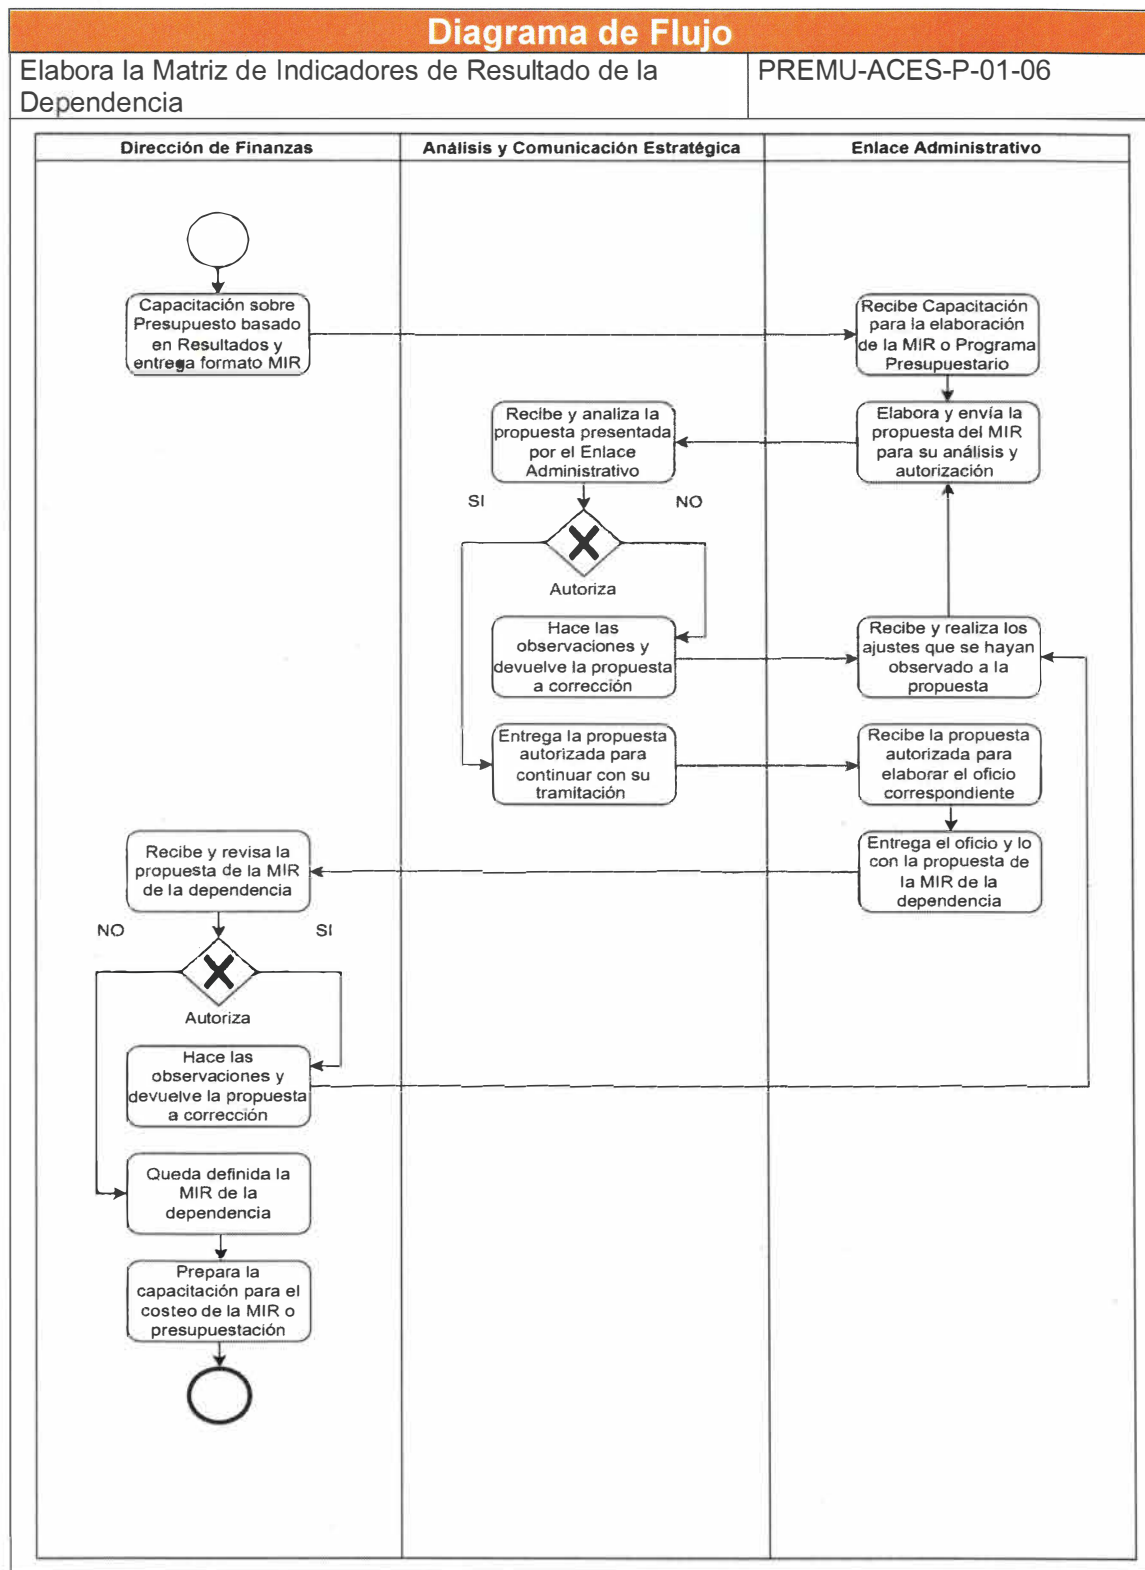 Diagrama de Flujo
Elabora la Matriz de Indicadores de Resultado de la
Dependencia
PREMU-ACES-P-01-06
Dirección de Finanzas
Análisis y Comunicación Estratégica
Enlace Administrativo
Capacitación sobre
Presupuesto basado
en Resultados y
entrega formato MIR
Recibe Capacitación
para la elaboración
de la MIR o Programa
Presupuestario
Recibe y analiza la
propuesta presentada
por el Enlace
Administrativo
Elabora y envía la
propuesta del MIR
para su análisis y
autorización
SI
NO
Autoriza
Hace las
observaciones y
devuelve la propuesta
a corrección
Recibe y realiza los
ajustes que se hayan
observado a la
propuesta
Entrega la propuesta
autorizada para
continuar con su
tramitación
Recibe la propuesta
autorizada para
elaborar el oficio
correspondiente
Recibe y revisa la
propuesta de la MIR
de la dependencia
Entrega el oficio y lo
con la propuesta de
la MIR de la
dependencia
NO
SI
Autoriza
Hace las
observaciones y
devuelve la propuesta
a corrección
Queda definida la
MIR de la
dependencia
Prepara la
capacitación para el
costeo de la MIR o
presupuestación